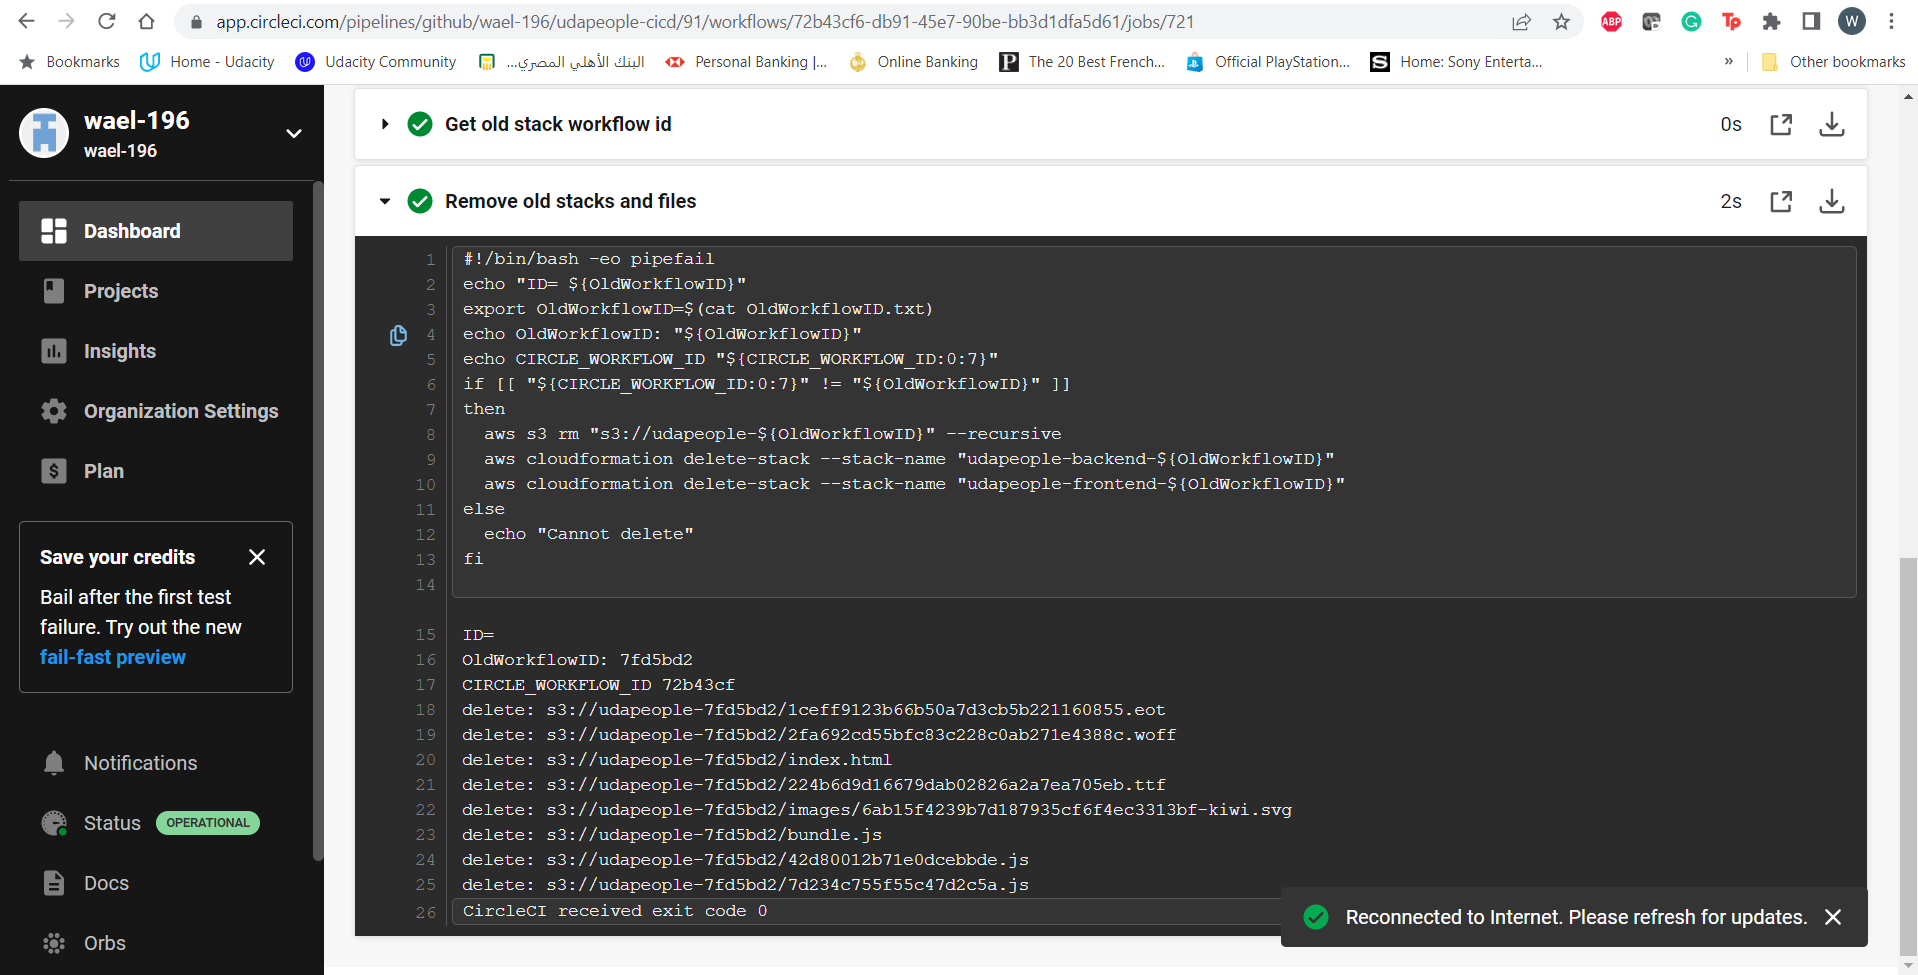 app.circleci.com/pipelines/github/wael-196/udapeople-cicd/91/workflows/72b43cf6-db91-45e7-90be-bb3d1dfa5d61/jobs/721
ABP
W
Bookmarks
Home - Udacity
Udacity Community
البنك الأهلي المصري...
Personal Banking |...
Online Banking
The 20 Best French...
Official PlayStation...
Home: Sony Enterta...
»
Other bookmarks
wael-196
wael-196
Dashboard
Projects
Insights
Organization Settings
Plan
Save your credits
Bail after the first test
failure. Try out the new
fail-fast preview
Notifications
Status OPERATIONAL
Docs
Orbs
Get old stack workflow id 0s
Remove old stacks and files 2s
1 #!/bin/bash -eo pipefail
2 echo "ID= ${OldWorkflowID}"
3 export OldWorkflowID=$(cat OldWorkflowID.txt)
4 echo OldWorkflowID: "${OldWorkflowID}"
5 echo CIRCLE_WORKFLOW_ID "${CIRCLE_WORKFLOW_ID:0:7}"
6 if [[ "${CIRCLE_WORKFLOW_ID:0:7}" != "${OldWorkflowID}" ]]
7 then
8 aws s3 rm "s3://udapeople-${OldWorkflowID}" --recursive
9 aws cloudformation delete-stack --stack-name "udapeople-backend-${OldWorkflowID}"
10 aws cloudformation delete-stack --stack-name "udapeople-frontend-${OldWorkflowID}"
11 else
12 echo "Cannot delete"
13 fi
14
15 ID=
16 OldWorkflowID: 7fd5bd2
17 CIRCLE_WORKFLOW_ID 72b43cf
18 delete: s3://udapeople-7fd5bd2/1ceff9123b66b50a7d3cb5b221160855.eot
19 delete: s3://udapeople-7fd5bd2/2fa692cd55bfc83c228c0ab271e4388c.woff
20 delete: s3://udapeople-7fd5bd2/index.html
21 delete: s3://udapeople-7fd5bd2/224b6d9d16679dab02826a2a7ea705eb.ttf
22 delete: s3://udapeople-7fd5bd2/images/6ab15f4239b7d187935cf6f4ec3313bf-kiwi.svg
23 delete: s3://udapeople-7fd5bd2/bundle.js
24 delete: s3://udapeople-7fd5bd2/42d80012b71e0dcebbde.js
25 delete: s3://udapeople-7fd5bd2/7d234c755f55c47d2c5a.js
26 CircleCI received exit code 0
Reconnected to Internet. Please refresh for updates.